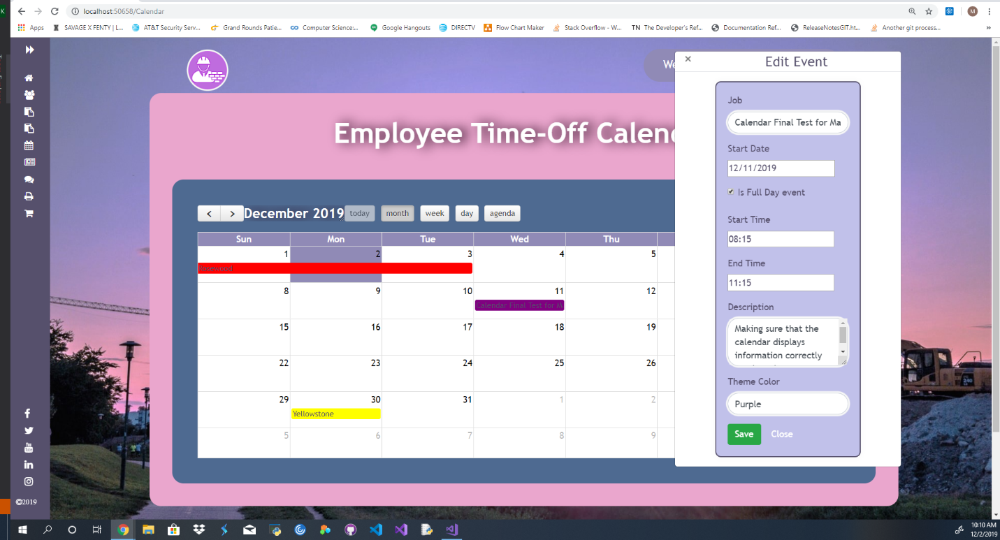 localhost:50658/Calendar
M
Apps
SAVAGE X FENTY | L...
AT&T Security Serv...
Grand Rounds Patie...
Computer Science:...
Google Hangouts
DIRECTV
Flow Chart Maker
Stack Overflow - W...
TN The Developer's Ref...
Documentation Ref...
ReleaseNotesGIT.ht...
Another git process...
We
Employee Time-Off Calen
December 2019 today month week day agenda
Sun Mon Tue Wed Thu
1 2 3 4 5
Rosewood
8 9 10 11 12
Calendar Final Test for M
15 16 17 18 19
22 23 24 25 26
29 30 31 1 2
Yellowstone
5 6 7 8 9
× Edit Event
Job
Calendar Final Test for Ma
Start Date
12/11/2019
Is Full Day event
Start Time
08:15
End Time
11:15
Description
Making sure that the
calendar displays
information correctly
Theme Color
Purple
Save Close
You
Tube
©2019
10:10 AM
12/2/2019